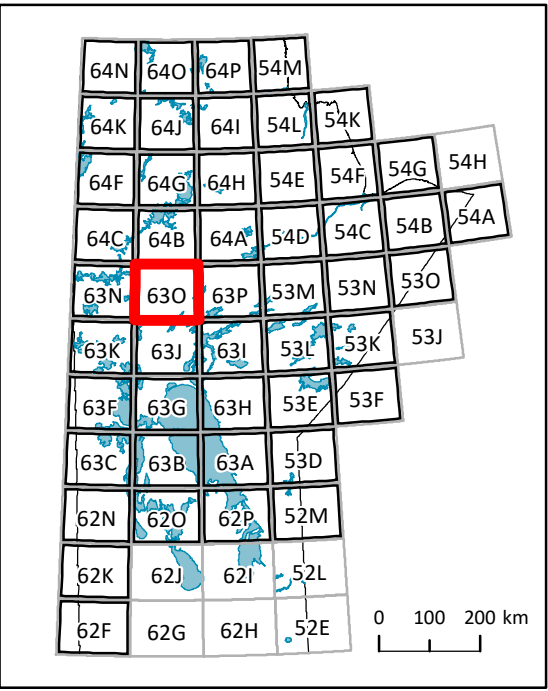 64N 64O 64P 54M
64K 64J 64I 54L 54K
64F 64G 64H 54E 54F 54G 54H
64C 64B 64A 54D 54C 54B 54A
63N 63O 63P 53M 53N 53O
63K 63J 63I 53L 53K 53J
63F 63G 63H 53E 53F
63C 63B 63A 53D
62N 62O 62P 52M
62K 62J 62I 52L
62F 62G 62H 52E
0 100 200 km